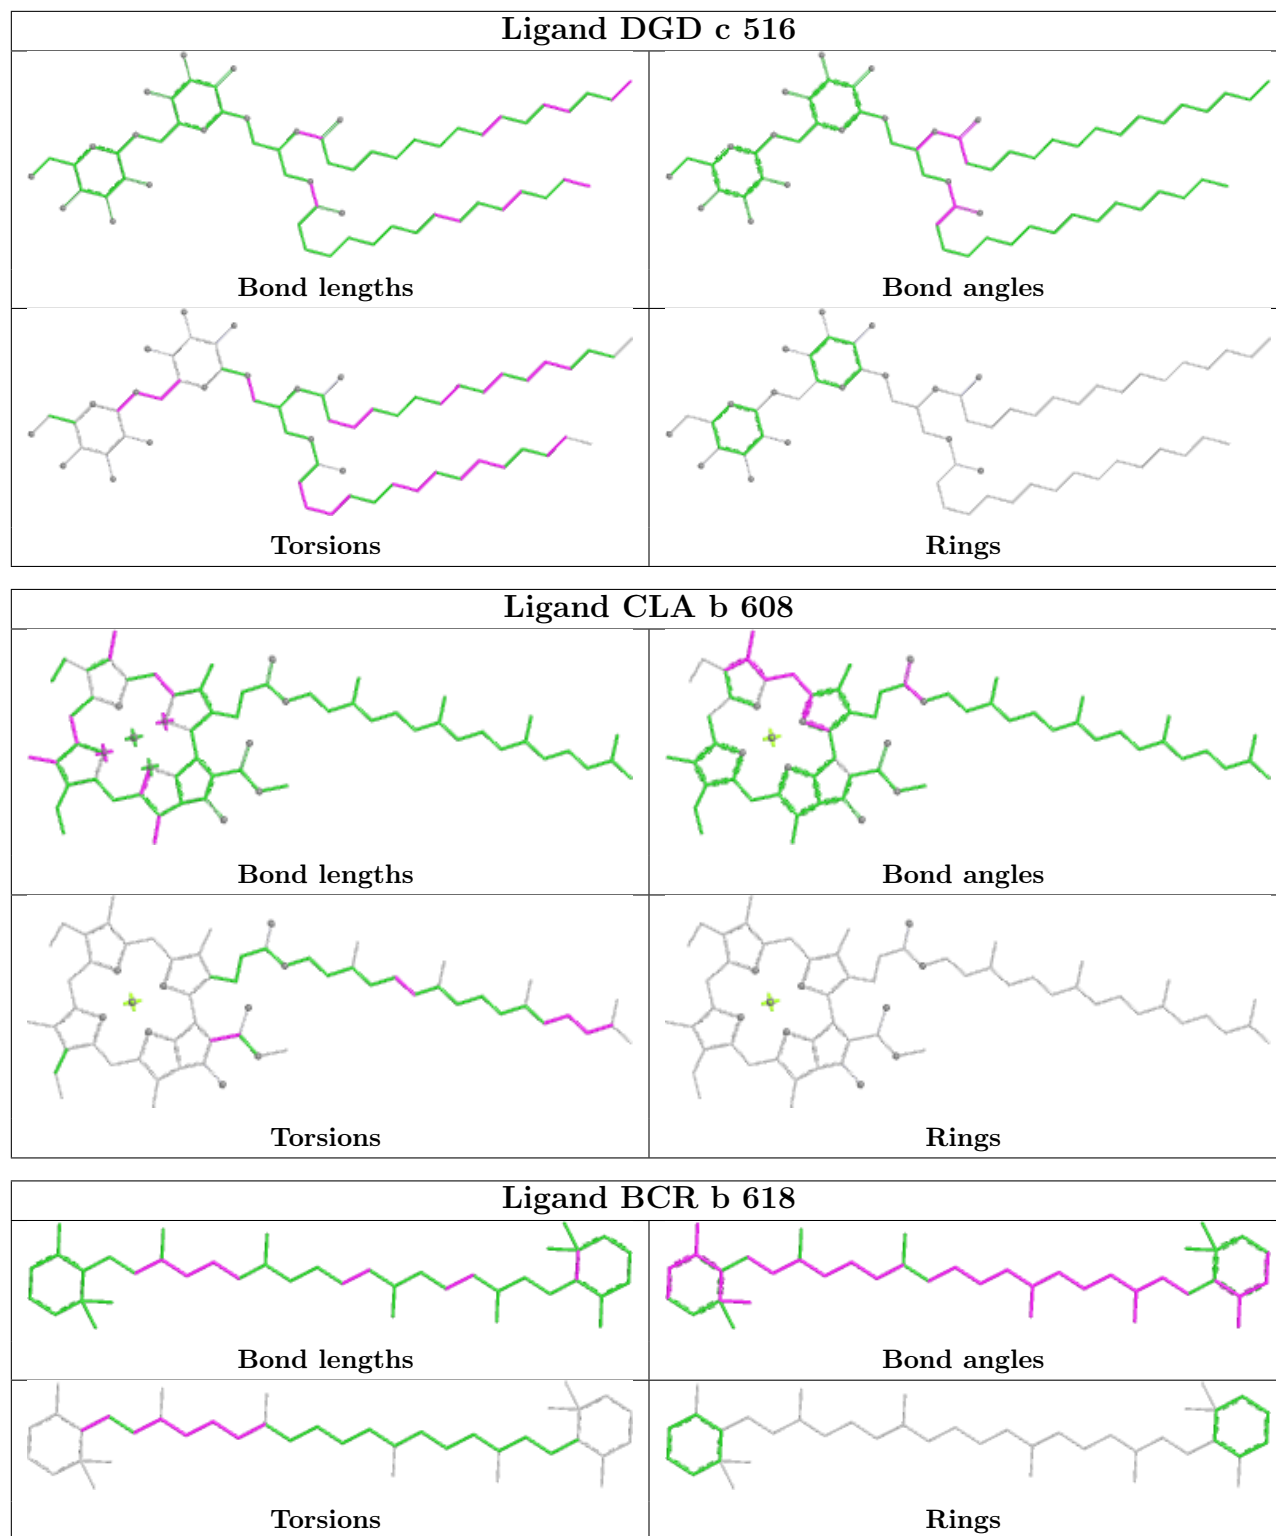 Ligand DGD c 516
Bond lengths
Bond angles
Torsions
Rings
Ligand CLA b 608
Bond lengths
Bond angles
Torsions
Rings
Ligand BCR b 618
Bond lengths
Bond angles
Torsions
Rings